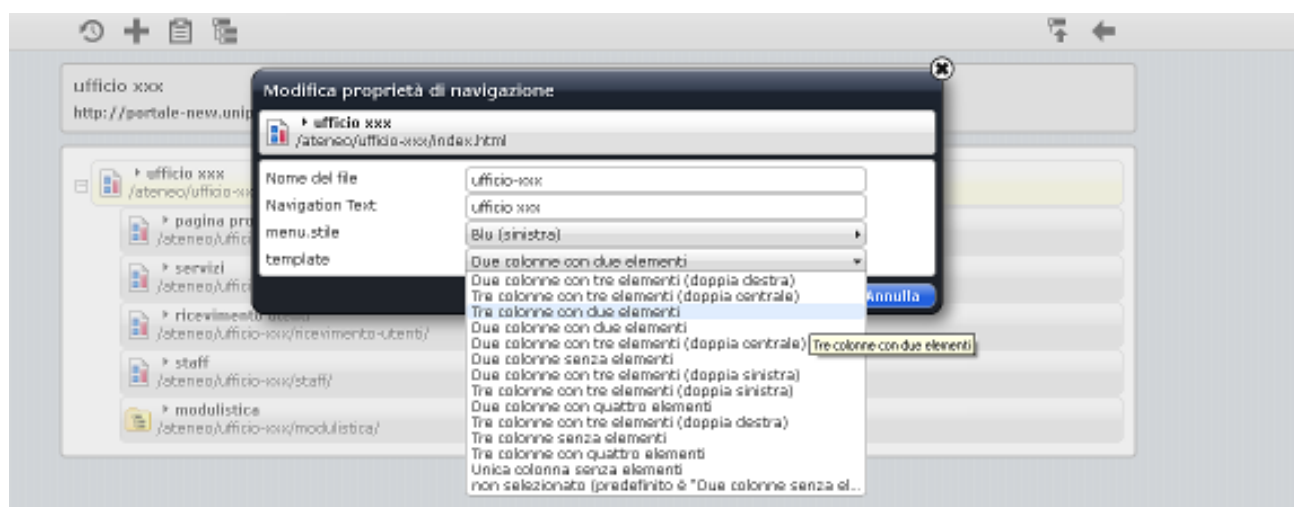 ufficio xxx
http://portale-new.unip
Modifica proprietà di navigazione
ufficio xxx
/ateneo/ufficio-xxx/index.html
ufficio xxx
/ateneo/ufficio-xx
Nome del file
ufficio-xxx
Navigation Text
ufficio xxx
menu.stile
Blu (sinistra)
template
Due colonne con due elementi
pagina pro
/ateneo/uffici
servizi
/ateneo/uffici
ricevimento utenti
/ateneo/ufficio-xxx/ricevimento-utenti/
staff
/ateneo/ufficio-xxx/staff/
modulistica
/ateneo/ufficio-xxx/modulistica/
Due colonne con tre elementi (doppia destra)
Tre colonne con tre elementi (doppia centrale)
Annulla
Tre colonne con due elementi
Due colonne con due elementi
Due colonne con tre elementi (doppia centrale)
Tre colonne con due elementi
Due colonne senza elementi
Due colonne con tre elementi (doppia sinistra)
Tre colonne con tre elementi (doppia sinistra)
Due colonne con quattro elementi
Tre colonne con tre elementi (doppia destra)
Tre colonne senza elementi
Tre colonne con quattro elementi
Unica colonna senza elementi
non selezionato (predefinito è "Due colonne senza el...